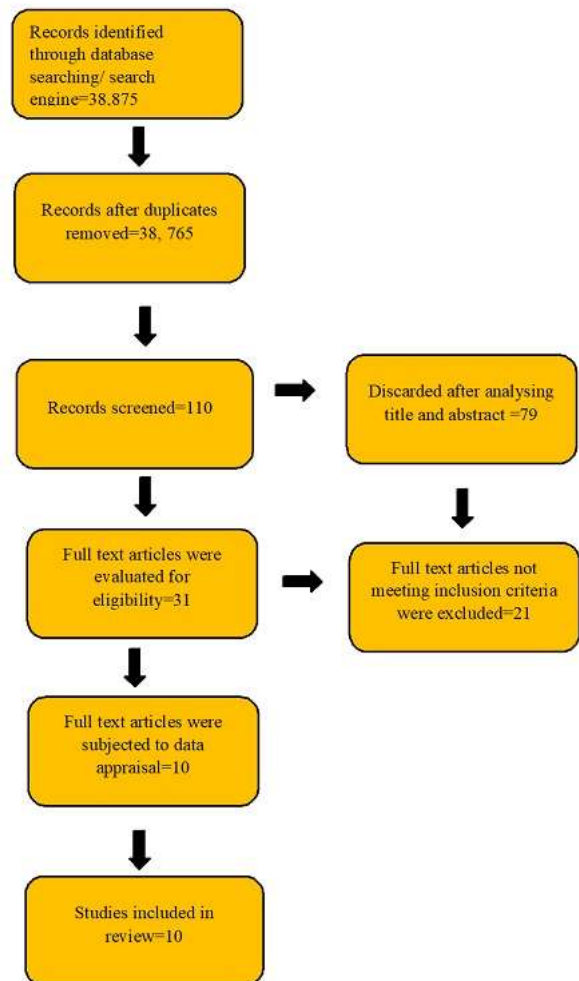 Records identified
through database
searching/ search
engine=38,875
Records after duplicates
removed=38, 765
Records screened=110
Discarded after analysing
title and abstract =79
Full text articles were
evaluated for
eligibility=31
Full text articles not
meeting inclusion criteria
were excluded=21
Full text articles were
subjected to data
appraisal=10
Studies included in
review=10